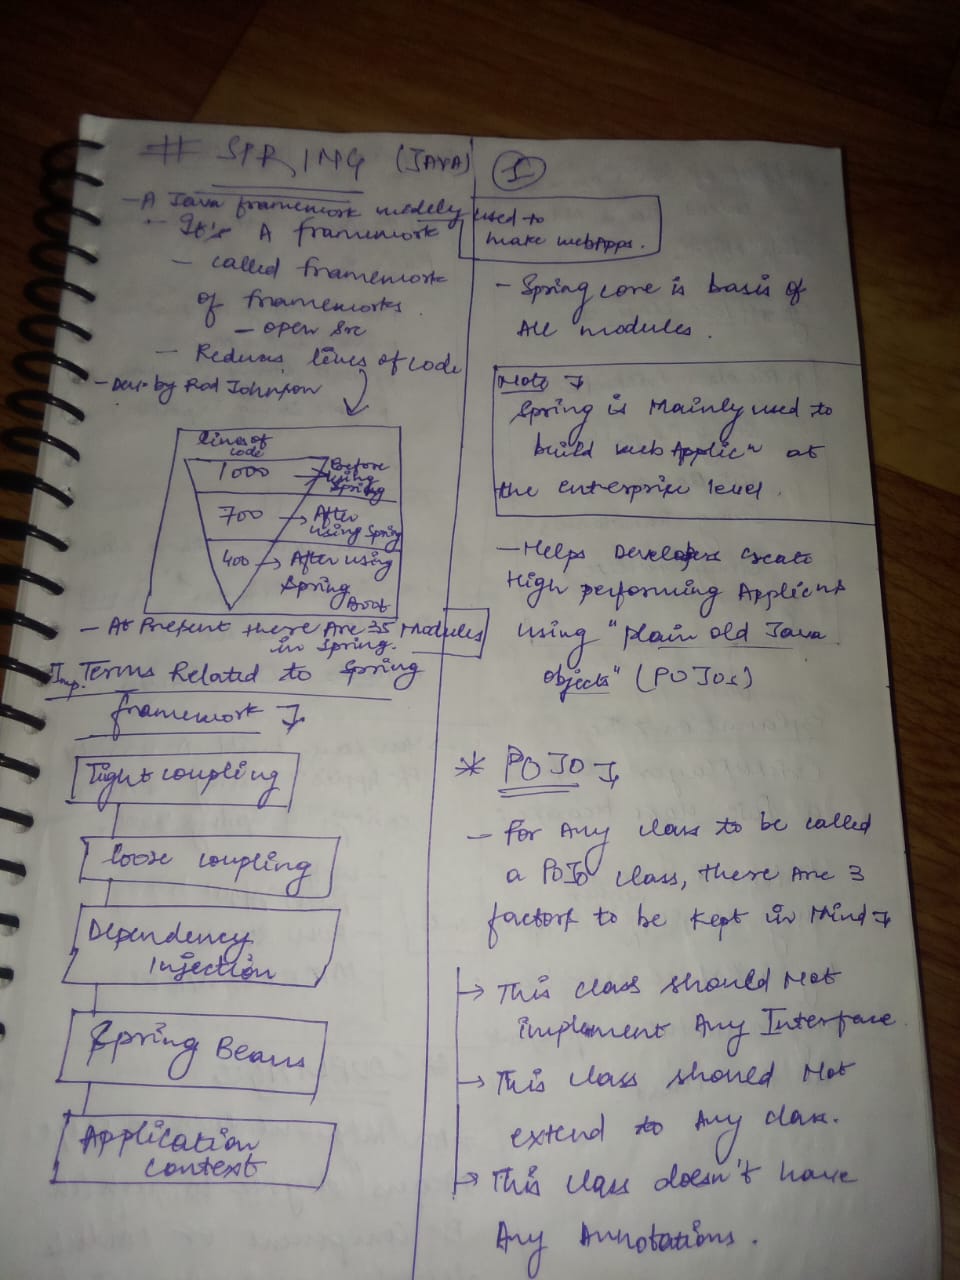 # SPRING (JAVA)
- A Java framework widely used to
make webApps.
- It's A framework
- called framework
of frameworks.
- open src
- Reduces lines of code
- Dev. by Rod Johnson
lines of
code
1000 → Before
using
Spring
700 → After
using Spring
400 → After using
Spring
Boot
- At Present there Are 35 Modules
in Spring.
Imp. Terms Related to Spring
framework
Tight coupling
loose coupling
Dependency
Injection
Spring Beans
Application
context
1
- Spring core is basis of
All modules.
Note
Spring is Mainly used to
build web Applicⁿ at
the enterprise level.
- Helps Developers create
High performing Applicⁿs
using "plain old Java
objects" (POJOs)
* POJO
- For Any class to be called
a POJO class, there are 3
factors to be kept in Mind
→ This class should Not
implement Any Interface
→ This class should Not
extend to Any class.
→ This class doesn't have
Any Annotations.